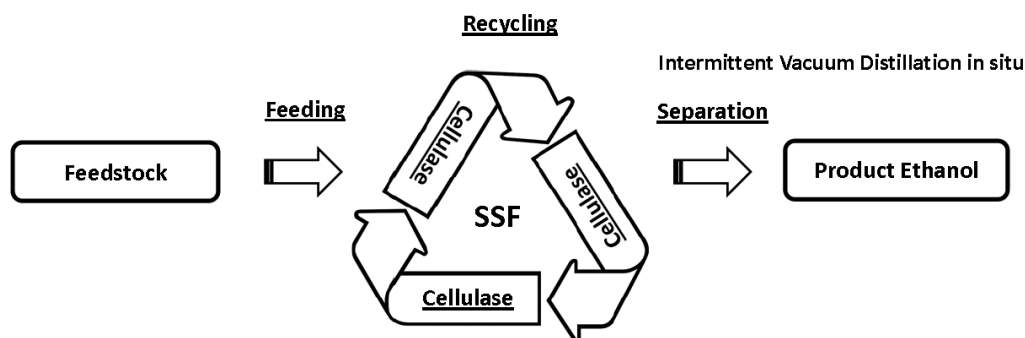 Recycling
Intermittent Vacuum Distillation in situ
Feeding
Separation
Feedstock
Cellulase
Cellulase
Product Ethanol
SSF
Cellulase